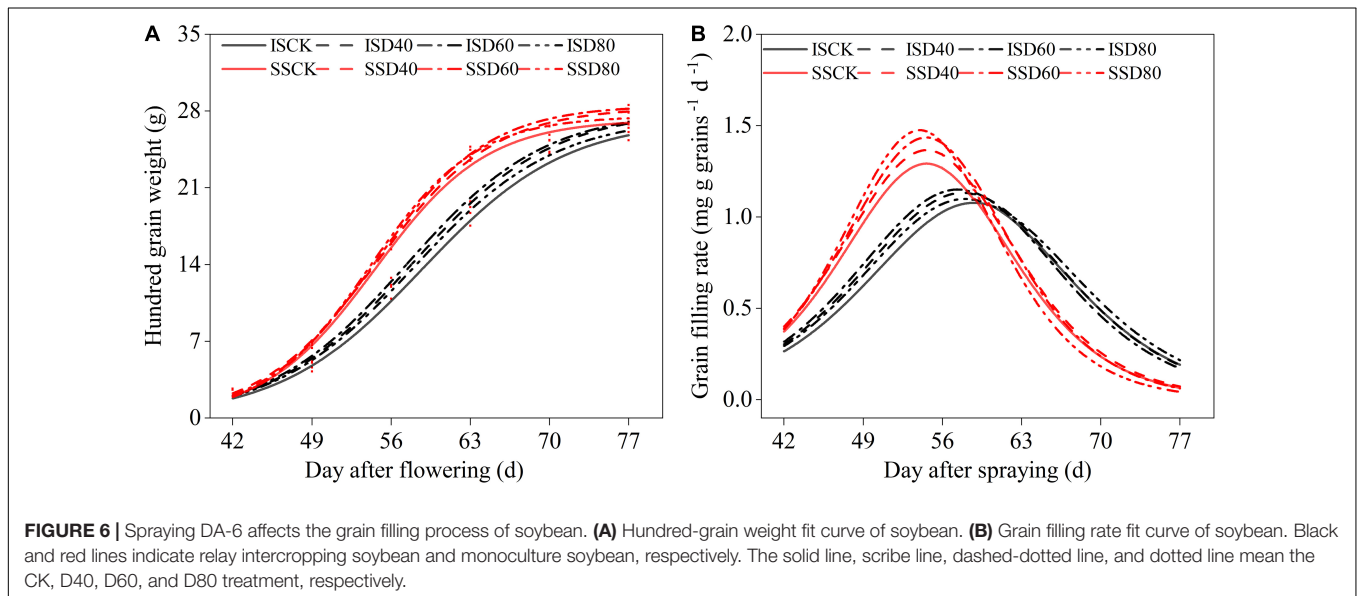 A
35
28
21
14
7
0
Hundred grain weight (g)
ISCK ISD40 ISD60 ISD80
SSCK SSD40 SSD60 SSD80
42 49 56 63 70 77
Day after flowering (d)
B
2.0
1.5
1.0
0.5
0.0
Grain filling rate (mg g grains⁻¹ d⁻¹)
ISCK ISD40 ISD60 ISD80
SSCK SSD40 SSD60 SSD80
42 49 56 63 70 77
Day after spraying (d)
FIGURE 6 | Spraying DA-6 affects the grain filling process of soybean. (A) Hundred-grain weight fit curve of soybean. (B) Grain filling rate fit curve of soybean. Black
and red lines indicate relay intercropping soybean and monoculture soybean, respectively. The solid line, scribe line, dashed-dotted line, and dotted line mean the
CK, D40, D60, and D80 treatment, respectively.